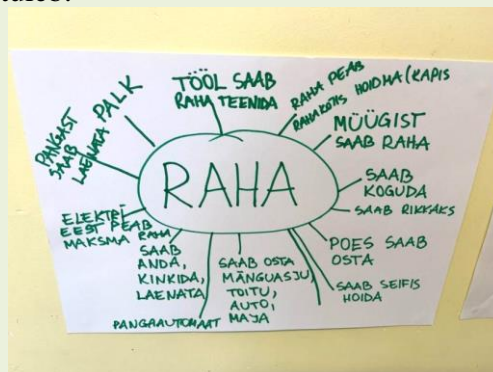 PANGAST
SAAB
LAENATA
PALK
TÖÖL SAAB
RAHA TEENIDA
RAHA PEAB
RAHAKOTIS HOIDMA (KAPIS
MÜÜGIST
SAAB RAHA
RAHA
SAAB
KOGUDA
SAAB RIKKAKS
POES SAAB
OSTA
SAAB SEIFIS
HOIDA
SAAB OSTA
MÄNGUASJU,
TOITU,
AUTO,
MAJA
PANGAAUTOMAAT
SAAB
ANDA,
KINKIDA,
LAENATA
ELEKTRI
EEST PEAB
MAKSMA RAHA